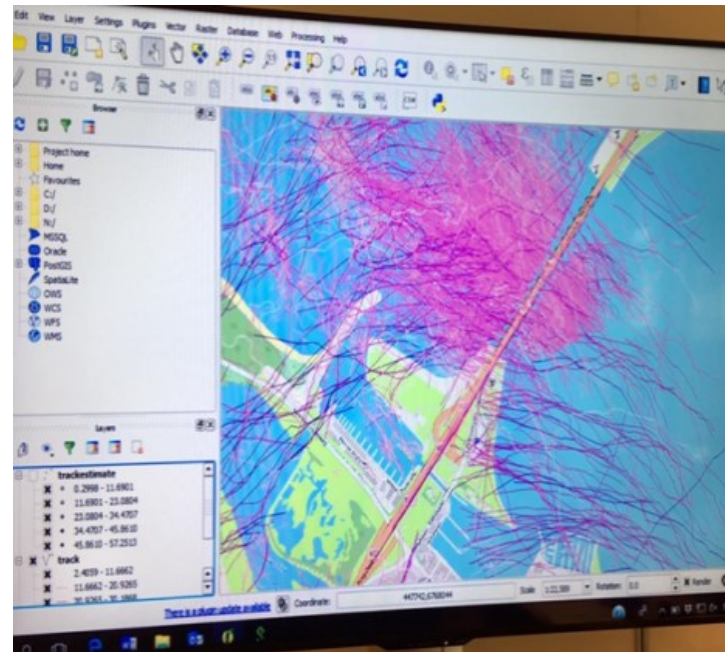 Edit View Layer Settings Plugins Vector Raster Database Web Processing Help
Browser
Project home
Home
Favourites
C:/
D:/
N:/
MSSQL
Oracle
PostGIS
SpatiaLite
OWS
WCS
WFS
WMS
Layers
trackestimate
0.2998 - 11.6901
11.6901 - 23.0804
23.0804 - 34.4707
34.4707 - 45.8610
45.8610 - 57.2513
track
2.4059 - 11.6662
11.6662 - 20.9265
There is a plugin update available
Coordinate:
Scale
Rotation: 0.0
Render